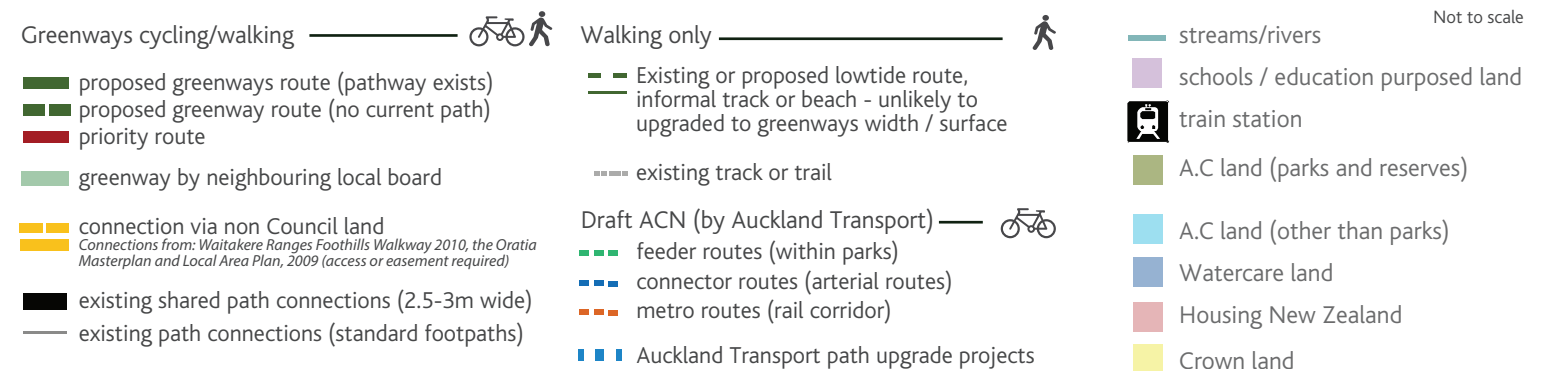 Greenways cycling/walking
proposed greenways route (pathway exists)
proposed greenway route (no current path)
priority route
greenway by neighbouring local board
connection via non Council land
Connections from: Waitakere Ranges Foothills Walkway 2010, the Oratia
Masterplan and Local Area Plan, 2009 (access or easement required)
existing shared path connections (2.5-3m wide)
existing path connections (standard footpaths)
Walking only
Existing or proposed lowtide route,
informal track or beach - unlikely to
upgraded to greenways width / surface
existing track or trail
Draft ACN (by Auckland Transport)
feeder routes (within parks)
connector routes (arterial routes)
metro routes (rail corridor)
Auckland Transport path upgrade projects
Not to scale
streams/rivers
schools / education purposed land
train station
A.C land (parks and reserves)
A.C land (other than parks)
Watercare land
Housing New Zealand
Crown land